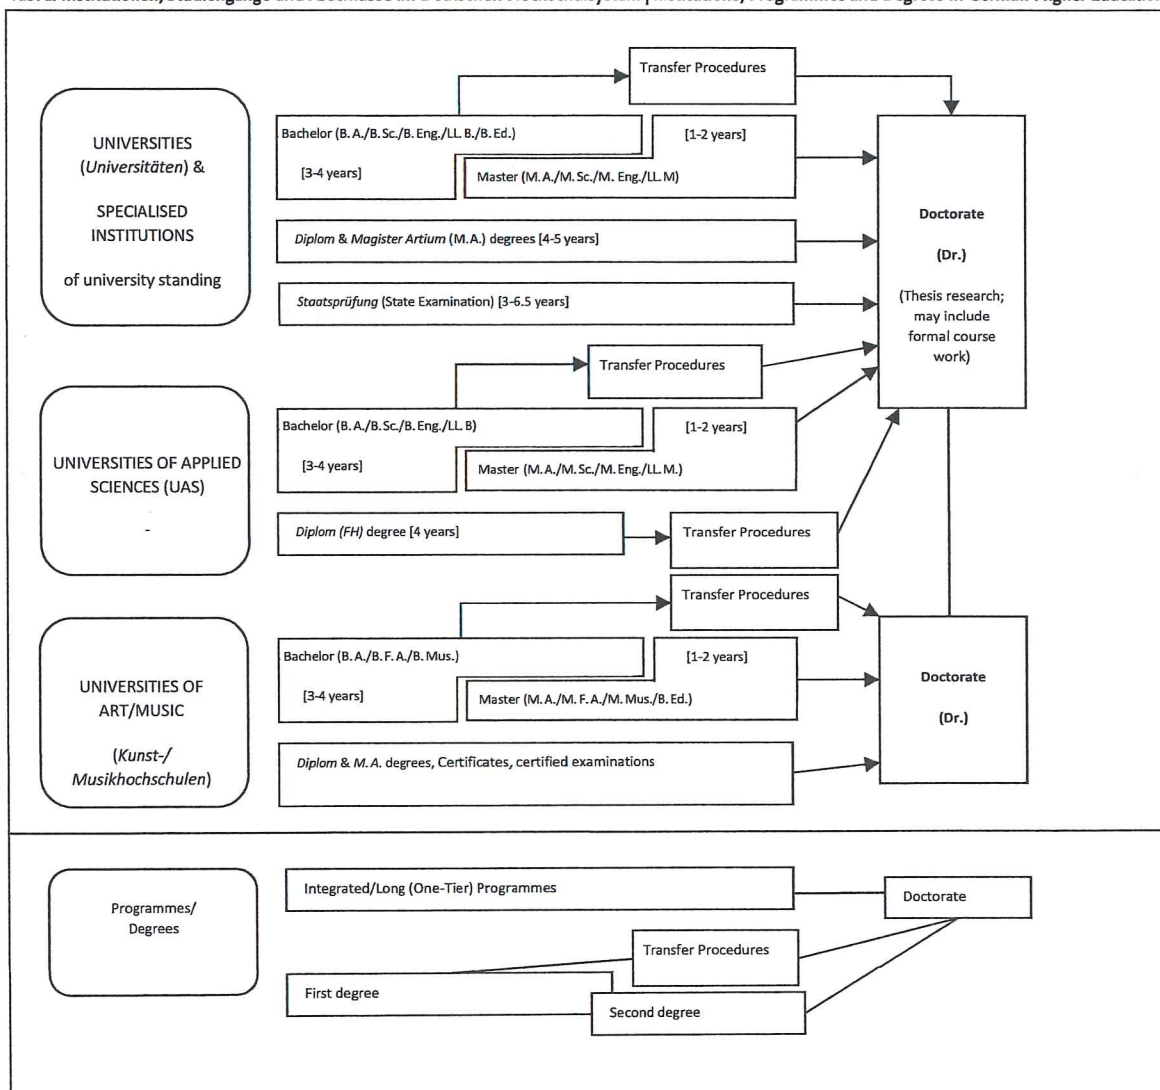 Transfer Procedures
UNIVERSITIES
(Universitäten) &
SPECIALISED
INSTITUTIONS
of university standing
Bachelor (B. A./B. Sc./B. Eng./LL. B./B. Ed.)
[1-2 years]
[3-4 years]
Master (M. A./M. Sc./M. Eng./LL. M)
Diplom & Magister Artium (M.A.) degrees [4-5 years]
Staatsprüfung (State Examination) [3-6.5 years]
Doctorate
(Dr.)
(Thesis research;
may include
formal course
work)
UNIVERSITIES OF APPLIED
SCIENCES (UAS)
-
Transfer Procedures
Bachelor (B. A./B. Sc./B. Eng./LL. B)
[1-2 years]
[3-4 years]
Master (M. A./M. Sc./M. Eng./LL. M.)
Diplom (FH) degree [4 years]
Transfer Procedures
Transfer Procedures
UNIVERSITIES OF
ART/MUSIC
(Kunst-/
Musikhochschulen)
Bachelor (B. A./B. F. A./B. Mus.)
[1-2 years]
[3-4 years]
Master (M. A./M. F. A./M. Mus./B. Ed.)
Diplom & M. A. degrees, Certificates, certified examinations
Doctorate
(Dr.)
Programmes/
Degrees
Integrated/Long (One-Tier) Programmes
Doctorate
Transfer Procedures
First degree
Second degree